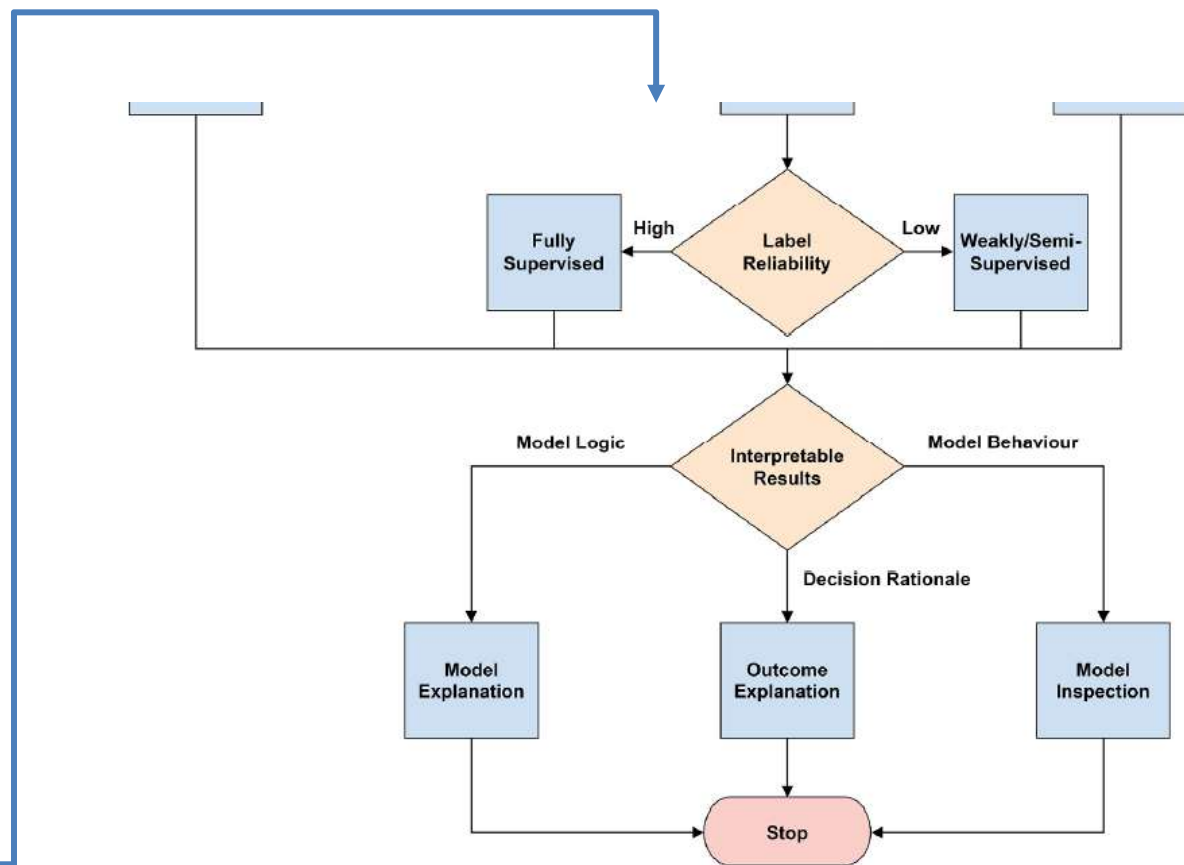 High
Low
Fully
Supervised
Label
Reliability
Weakly/Semi-
Supervised
Model Logic
Model Behaviour
Interpretable
Results
Decision Rationale
Model
Explanation
Outcome
Explanation
Model
Inspection
Stop